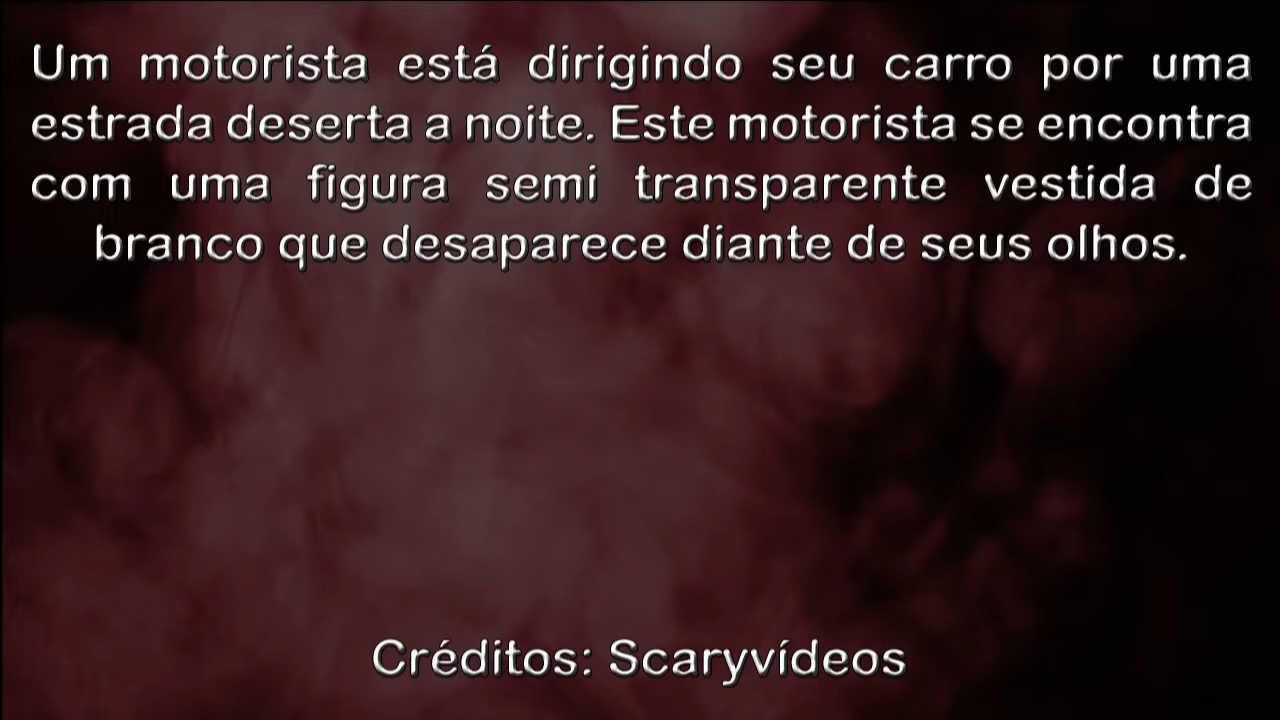 Um motorista está dirigindo seu carro por uma
estrada deserta a noite. Este motorista se encontra
com uma figura semi transparente vestida de
branco que desaparece diante de seus olhos.
Créditos: Scaryvídeos